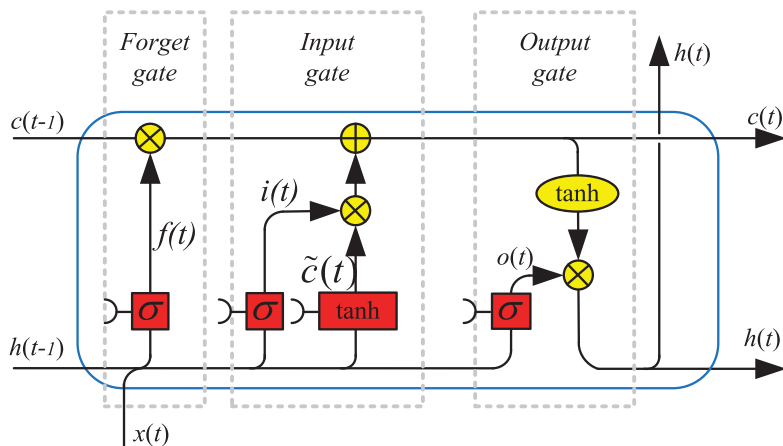 Forget
gate
Input
gate
Output
gate
h(t)
c(t-1)
c(t)
i(t)
tanh
f(t)
c̃(t)
o(t)
σ
σ
tanh
σ
h(t-1)
h(t)
x(t)